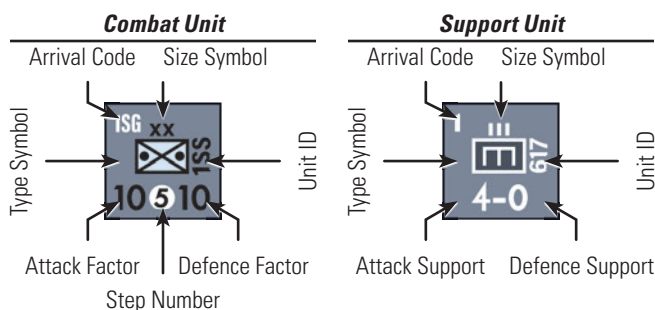 Combat Unit
Support Unit
Arrival Code Size Symbol
Arrival Code Size Symbol
Type Symbol
1SG
xx
1SS
10 5 10
Unit ID
Type Symbol
1
III
617
4-0
Unit ID
Attack Factor Defence Factor
Step Number
Attack Support Defence Support